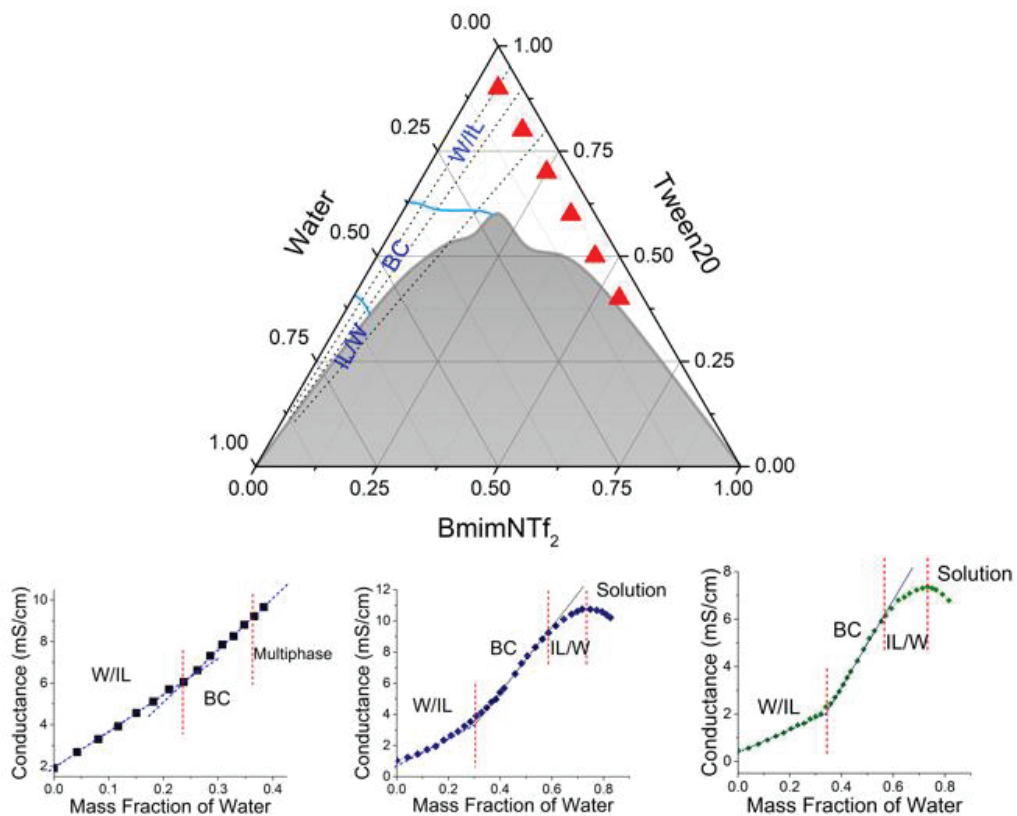 0.00
1.00
0.25
W/IL
0.75
Water
Tween20
0.50
BC
0.50
0.75
IL/W
0.25
1.00
0.00
0.00
0.25
0.50
0.75
1.00
BmimNTf₂
Conductance (mS/cm)
10
8
6
4
2
W/IL
BC
Multiphase
0.0
0.1
0.2
0.3
0.4
Mass Fraction of Water
Conductance (mS/cm)
12
10
8
6
4
2
0
W/IL
BC
IL/W
Solution
0.0
0.2
0.4
0.6
0.8
Mass Fraction of Water
Conductance (mS/cm)
8
6
4
2
0
W/IL
BC
IL/W
Solution
0.0
0.2
0.4
0.6
0.8
Mass Fraction of Water